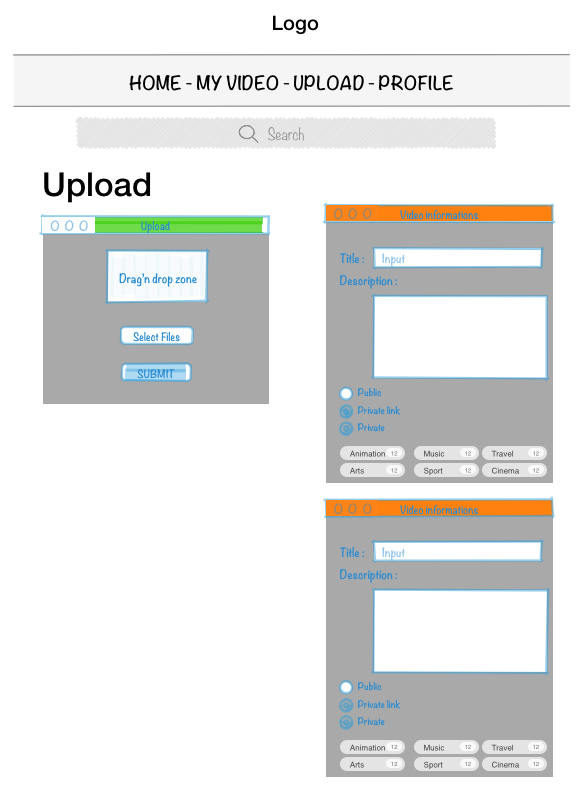 Logo
HOME - MY VIDEO - UPLOAD - PROFILE
Search
Upload
Upload
Drag'n drop zone
Select Files
SUBMIT
Video informations
Title : Input
Description :
Public
Private link
Private
Animation 12 Music 12 Travel 12
Arts 12 Sport 12 Cinema 12
Video informations
Title : Input
Description :
Public
Private link
Private
Animation 12 Music 12 Travel 12
Arts 12 Sport 12 Cinema 12